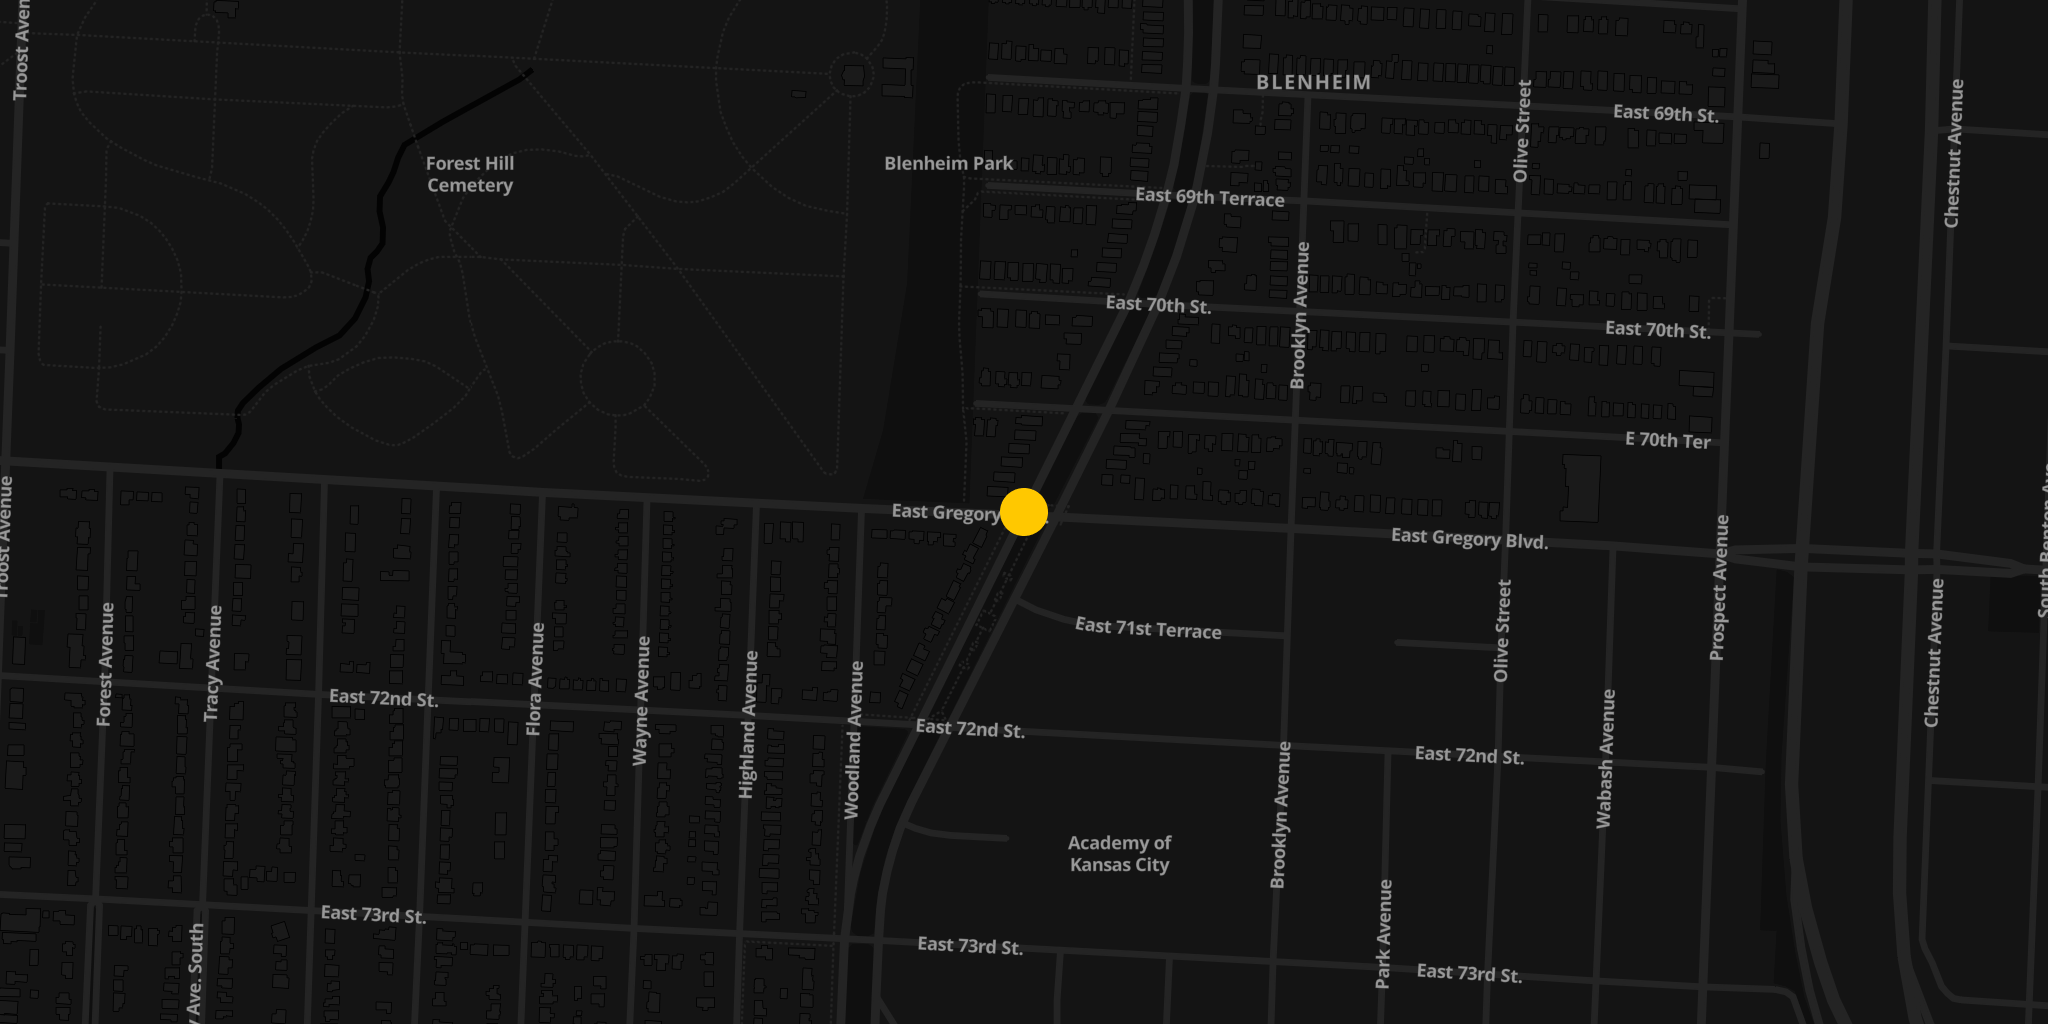 Troost Aven
BLENHEIM
East 69th St.
Olive Street
Chestnut Avenue
Forest Hill
Cemetery
Blenheim Park
East 69th Terrace
Brooklyn Avenue
East 70th St.
East 70th St.
E 70th Ter
Troost Avenue
East Gregory
East Gregory Blvd.
Prospect Avenue
South Benton Ave
East 71st Terrace
Olive Street
Chestnut Avenue
Forest Avenue
Tracy Avenue
Flora Avenue
Wayne Avenue
Highland Avenue
Woodland Avenue
East 72nd St.
East 72nd St.
East 72nd St.
Wabash Avenue
Brooklyn Avenue
Academy of
Kansas City
Park Avenue
East 73rd St.
East 73rd St.
East 73rd St.
y Ave. South